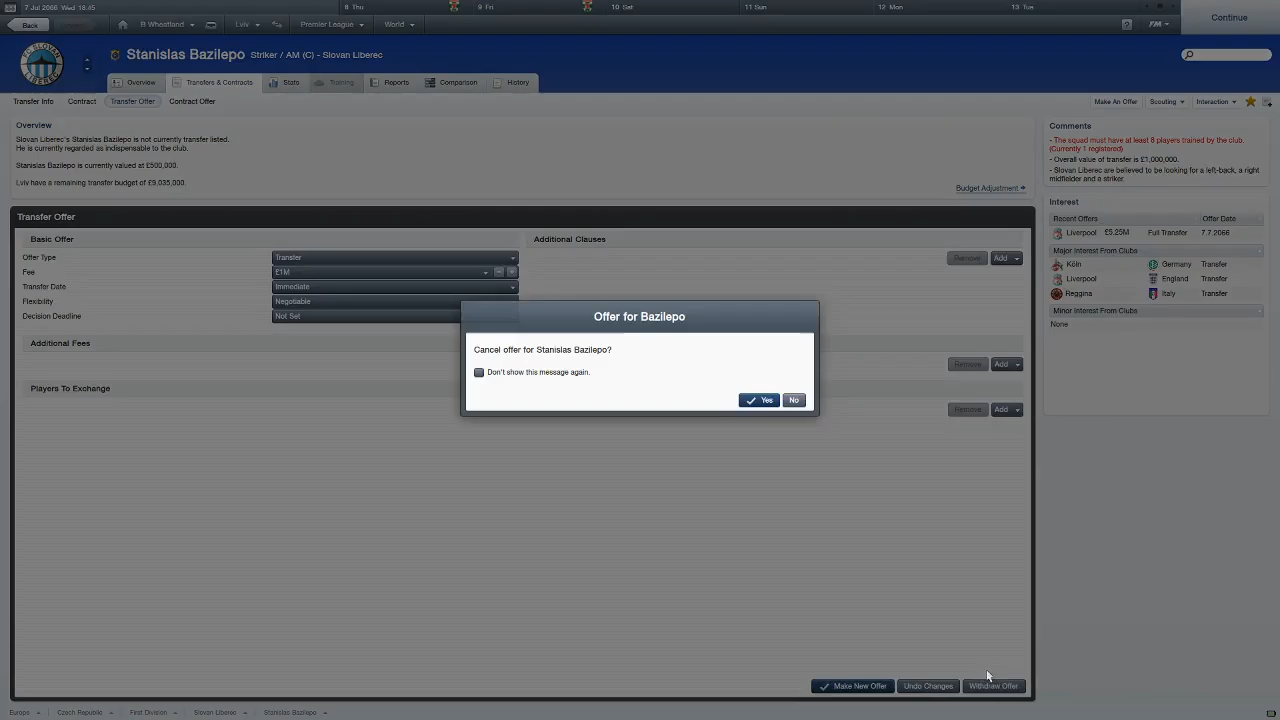 7 Jul 2066 Wed 18.45
8 Thu
9 Fri
10 Sat
11 Sun
12 Mon
13 Tue
Back
B Wheatland
Lviv
Premier League
World
FM
Continue
Stanislas Bazilepo Striker / AM (C) - Slovan Liberec
Overview
Transfers & Contracts
Stats
Training
Reports
Comparison
History
Transfer Info
Contract
Transfer Offer
Contract Offer
Make An Offer
Scouting
Interaction
Overview
Slovan Liberec's Stanislas Bazilepo is not currently transfer listed.
He is currently regarded as indispensable to the club.
Stanislas Bazilepo is currently valued at £500,000.
Lviv have a remaining transfer budget of £9,035,000.
Budget Adjustment
Comments
- The squad must have at least 8 players trained by the club.
(Currently 1 registered)
- Overall value of transfer is £1,000,000.
- Slovan Liberec are believed to be looking for a left-back, a right
midfielder and a striker.
Interest
Recent Offers Offer Date
Liverpool £5.25M Full Transfer 7.7.2066
Major Interest From Clubs
Köln Germany Transfer
Liverpool England Transfer
Reggina Italy Transfer
Minor Interest From Clubs
None
Transfer Offer
Basic Offer
Offer Type Transfer
Fee £1M
Transfer Date Immediate
Flexibility Negotiable
Decision Deadline Not Set
Additional Clauses
Remove Add
Additional Fees
Remove Add
Players To Exchange
Remove Add
Offer for Bazilepo
Cancel offer for Stanislas Bazilepo?
Don't show this message again.
Yes No
Make New Offer
Undo Changes
Withdraw Offer
Europe
Czech Republic
First Division
Slovan Liberec
Stanislas Bazilepo